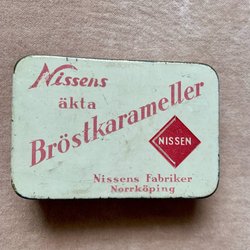 Nissens
äkta
Bröstkarameller
NISSEN
Nissens Fabriker
Norrköping